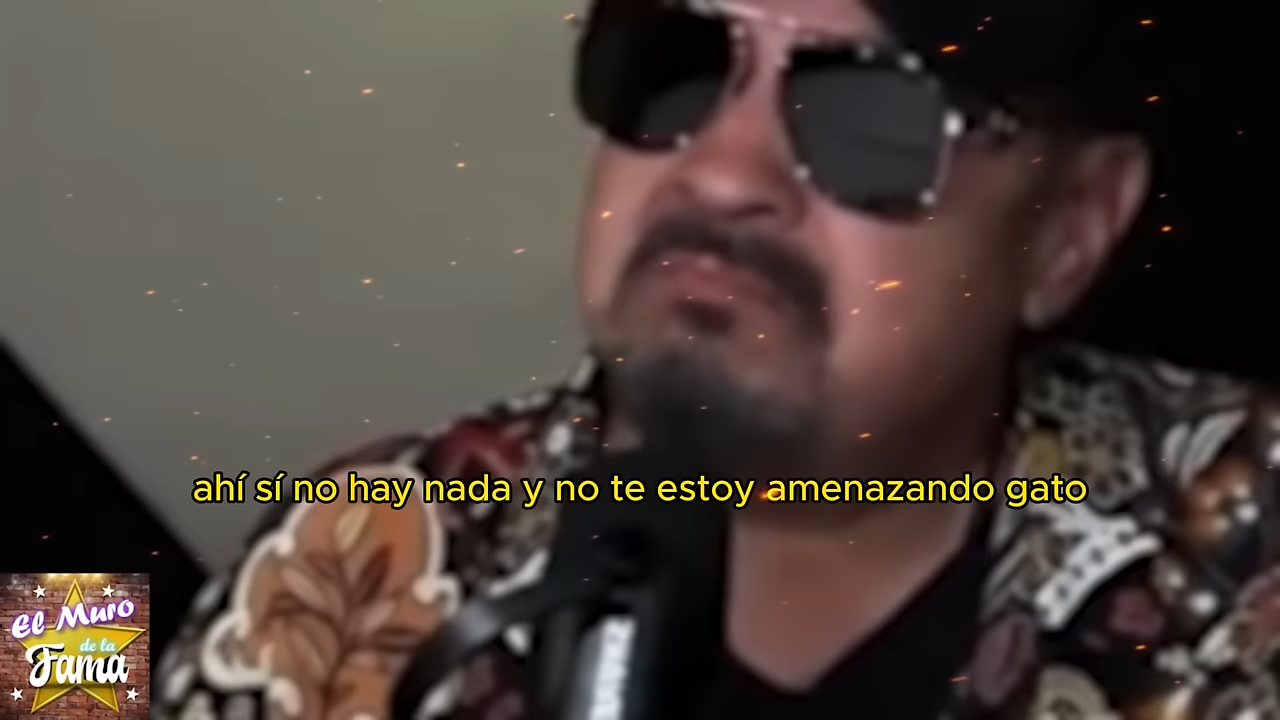 ahí sí no hay nada y no te estoy amenazando gato
El Muro
de la
Fama